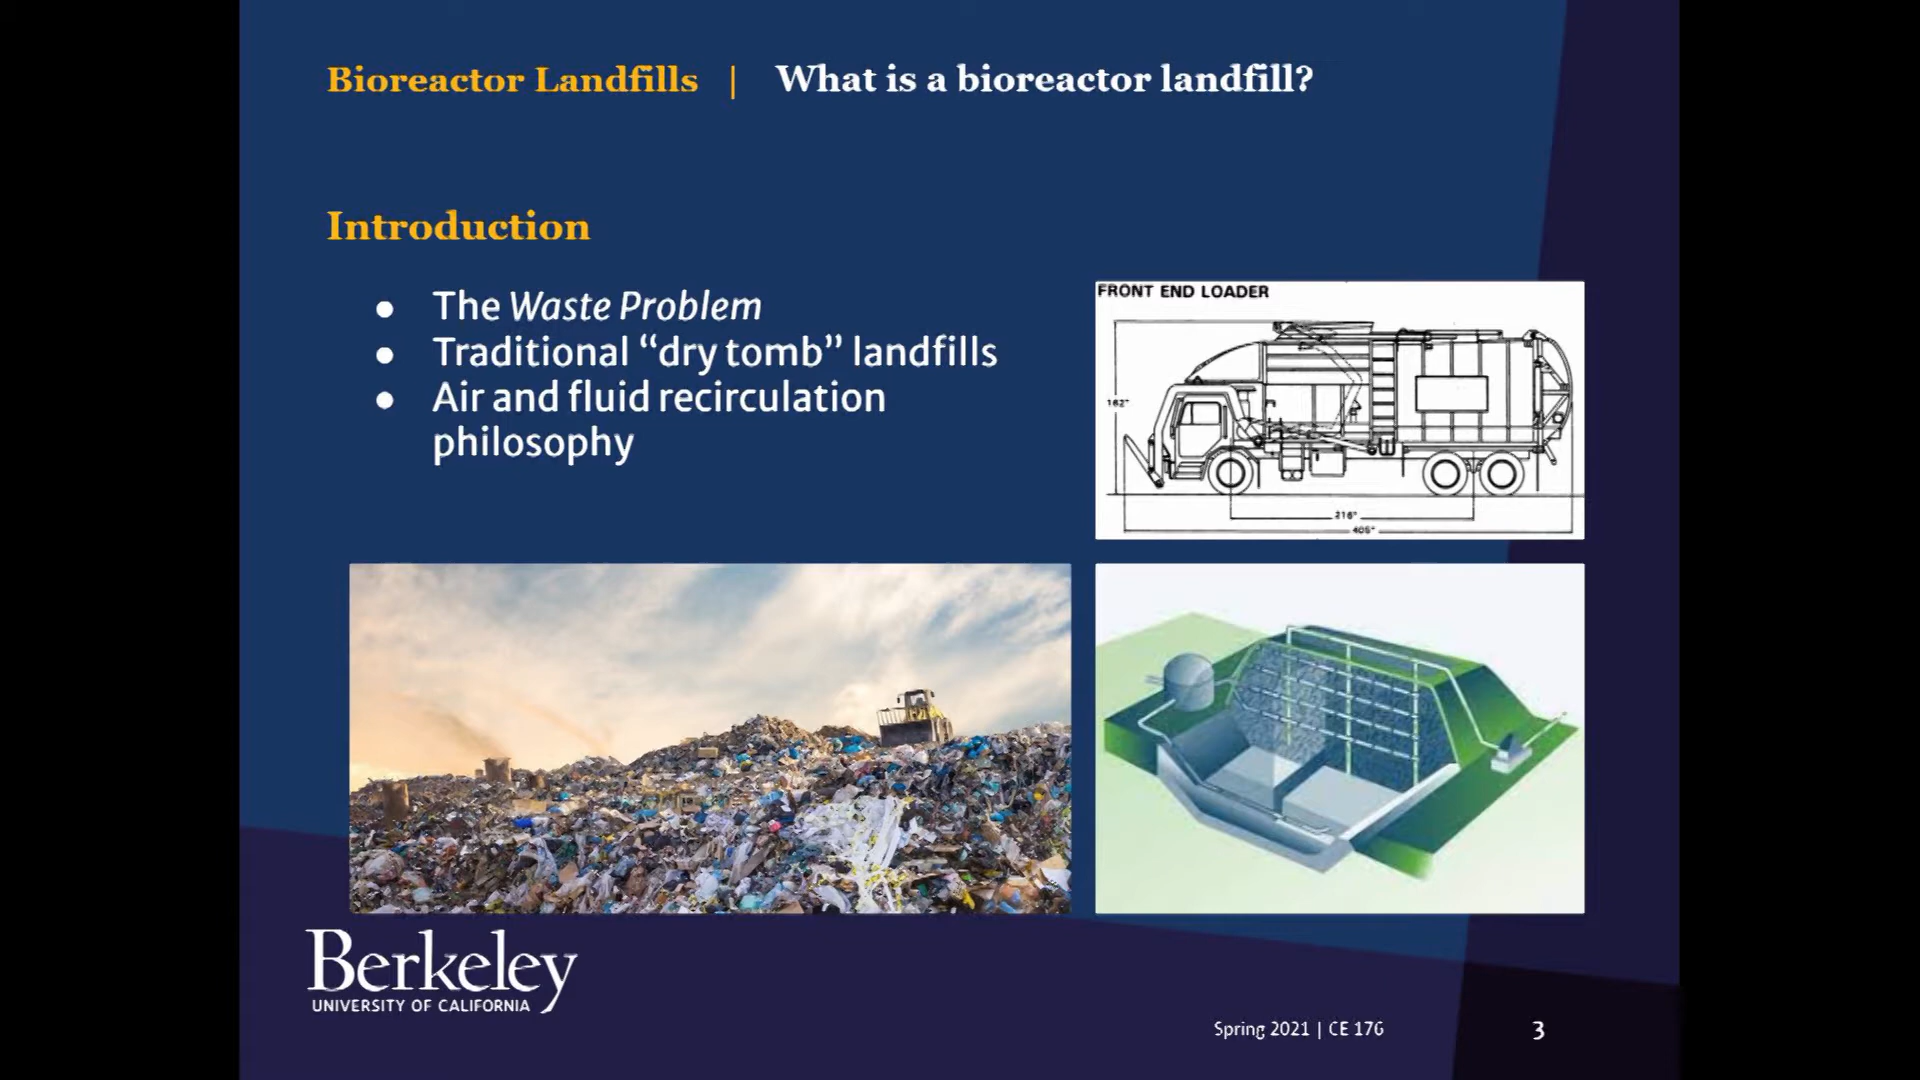 Bioreactor Landfills | What is a bioreactor landfill?
Introduction
● The Waste Problem
● Traditional “dry tomb” landfills
● Air and fluid recirculation
philosophy
FRONT END LOADER
162"
216"
405"
Berkeley
UNIVERSITY OF CALIFORNIA
Spring 2021 | CE 176
3